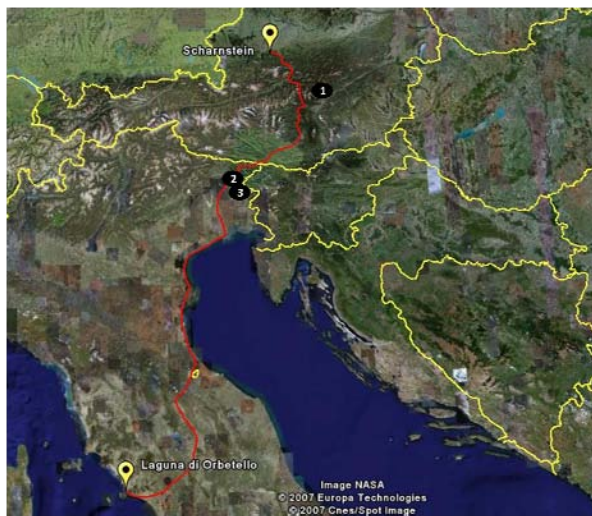 Scharnstein
1
2
3
Laguna di Orbetello
Image NASA
© 2007 Europa Technologies
© 2007 Cnes/Spot Image